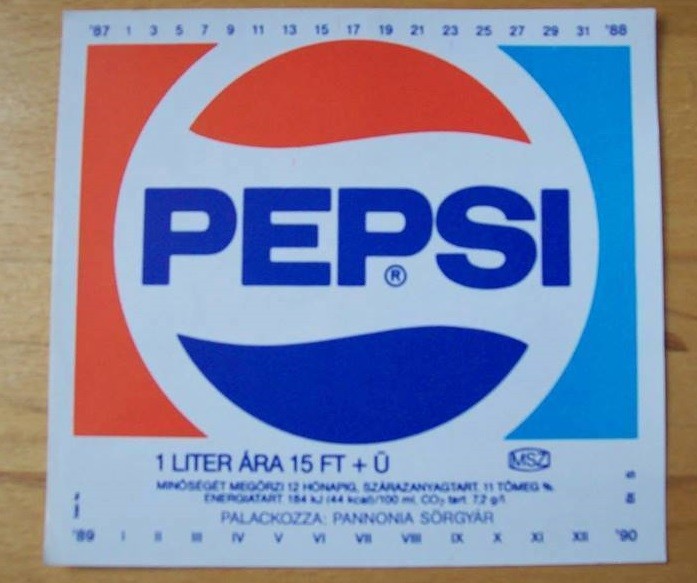 '87 1 3 5 7 9 11 13 15 17 19 21 23 25 27 29 31 '88
PEPSI
®
1 LITER ÁRA 15 FT + Ü
MSZ
MINŐSÉGÉT MEGŐRZI 12 HÓNAPIG, SZÁRAZANYAGTART. 11 TÖMEG %
ENERGIATART. 184 kJ (44 kcal)/100 ml, CO₂ tart. 7,2 g/l
PALACKOZZA: PANNONIA SÖRGYÁR
'89 I II III IV V VI VII VIII IX X XI XII '90